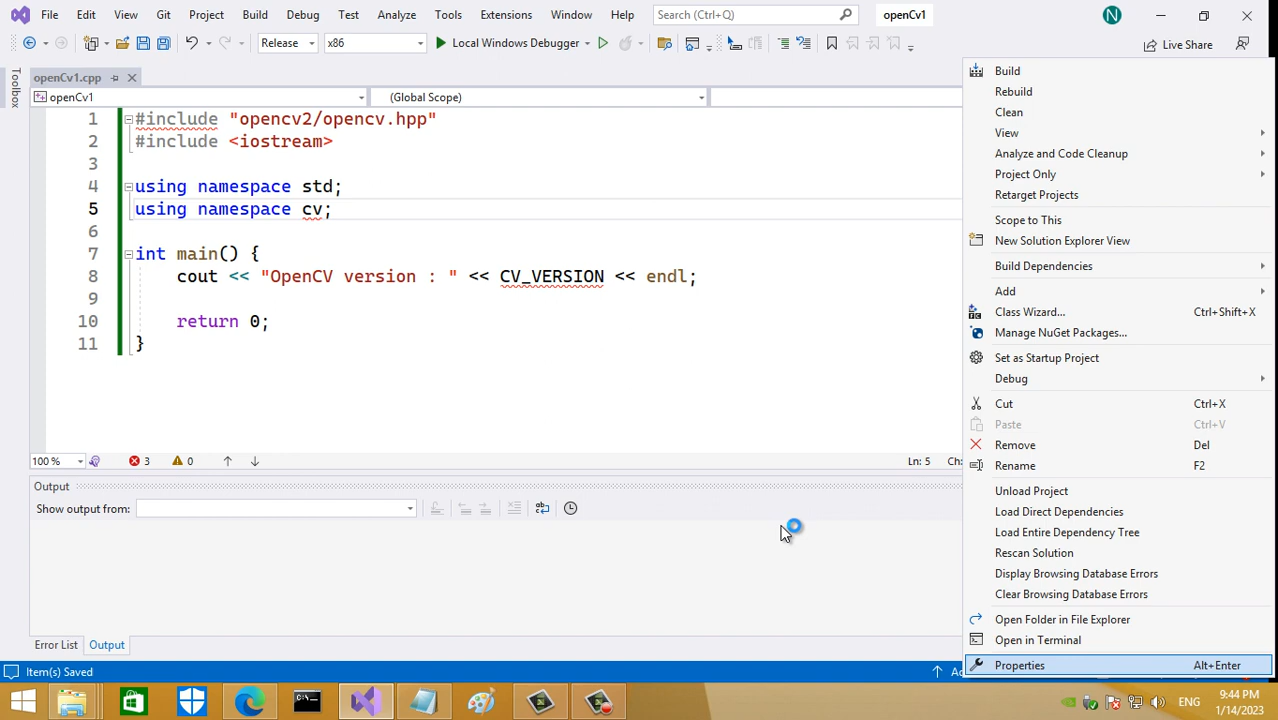 File Edit View Git Project Build Debug Test Analyze Tools Extensions Window Help Search (Ctrl+Q) openCv1 N
Release x86 Local Windows Debugger Live Share
Toolbox
openCv1.cpp
openCv1 (Global Scope)
1 #include "opencv2/opencv.hpp"
2 #include <iostream>
3
4 using namespace std;
5 using namespace cv;
6
7 int main() {
8 cout << "OpenCV version : " << CV_VERSION << endl;
9
10 return 0;
11 }
100 % 3 0 Ln: 5 Ch:
Output
Show output from:
Error List Output
Item(s) Saved
Build
Rebuild
Clean
View
Analyze and Code Cleanup
Project Only
Retarget Projects
Scope to This
New Solution Explorer View
Build Dependencies
Add
Class Wizard... Ctrl+Shift+X
Manage NuGet Packages...
Set as Startup Project
Debug
Cut Ctrl+X
Paste Ctrl+V
Remove Del
Rename F2
Unload Project
Load Direct Dependencies
Load Entire Dependency Tree
Rescan Solution
Display Browsing Database Errors
Clear Browsing Database Errors
Open Folder in File Explorer
Open in Terminal
Properties Alt+Enter
ENG
9:44 PM
1/14/2023